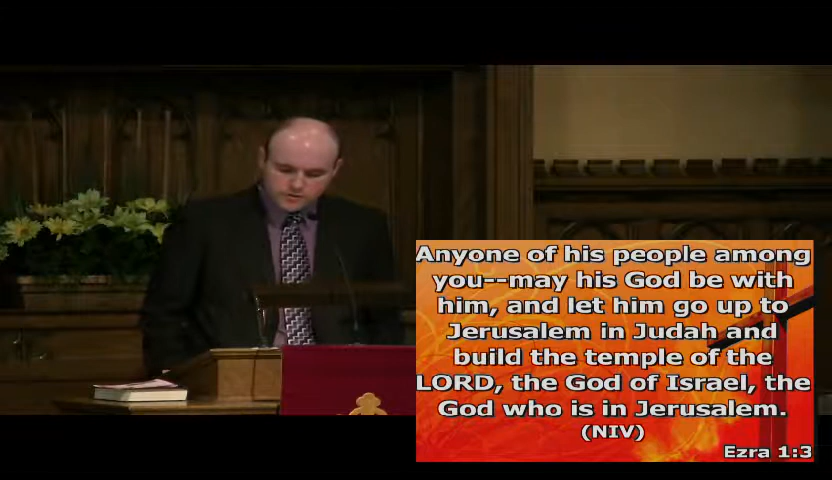 Anyone of his people among
you--may his God be with
him, and let him go up to
Jerusalem in Judah and
build the temple of the
LORD, the God of Israel, the
God who is in Jerusalem.
(NIV)
Ezra 1:3